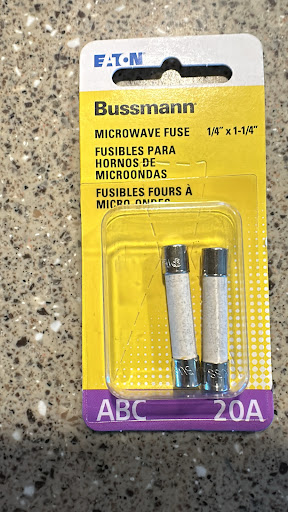 EATON
Bussmann
MICROWAVE FUSE 1/4" x 1-1/4"
FUSIBLES PARA
HORNOS DE
MICROONDAS
FUSIBLES FOURS À
MICRO-ONDES
ABC 20A